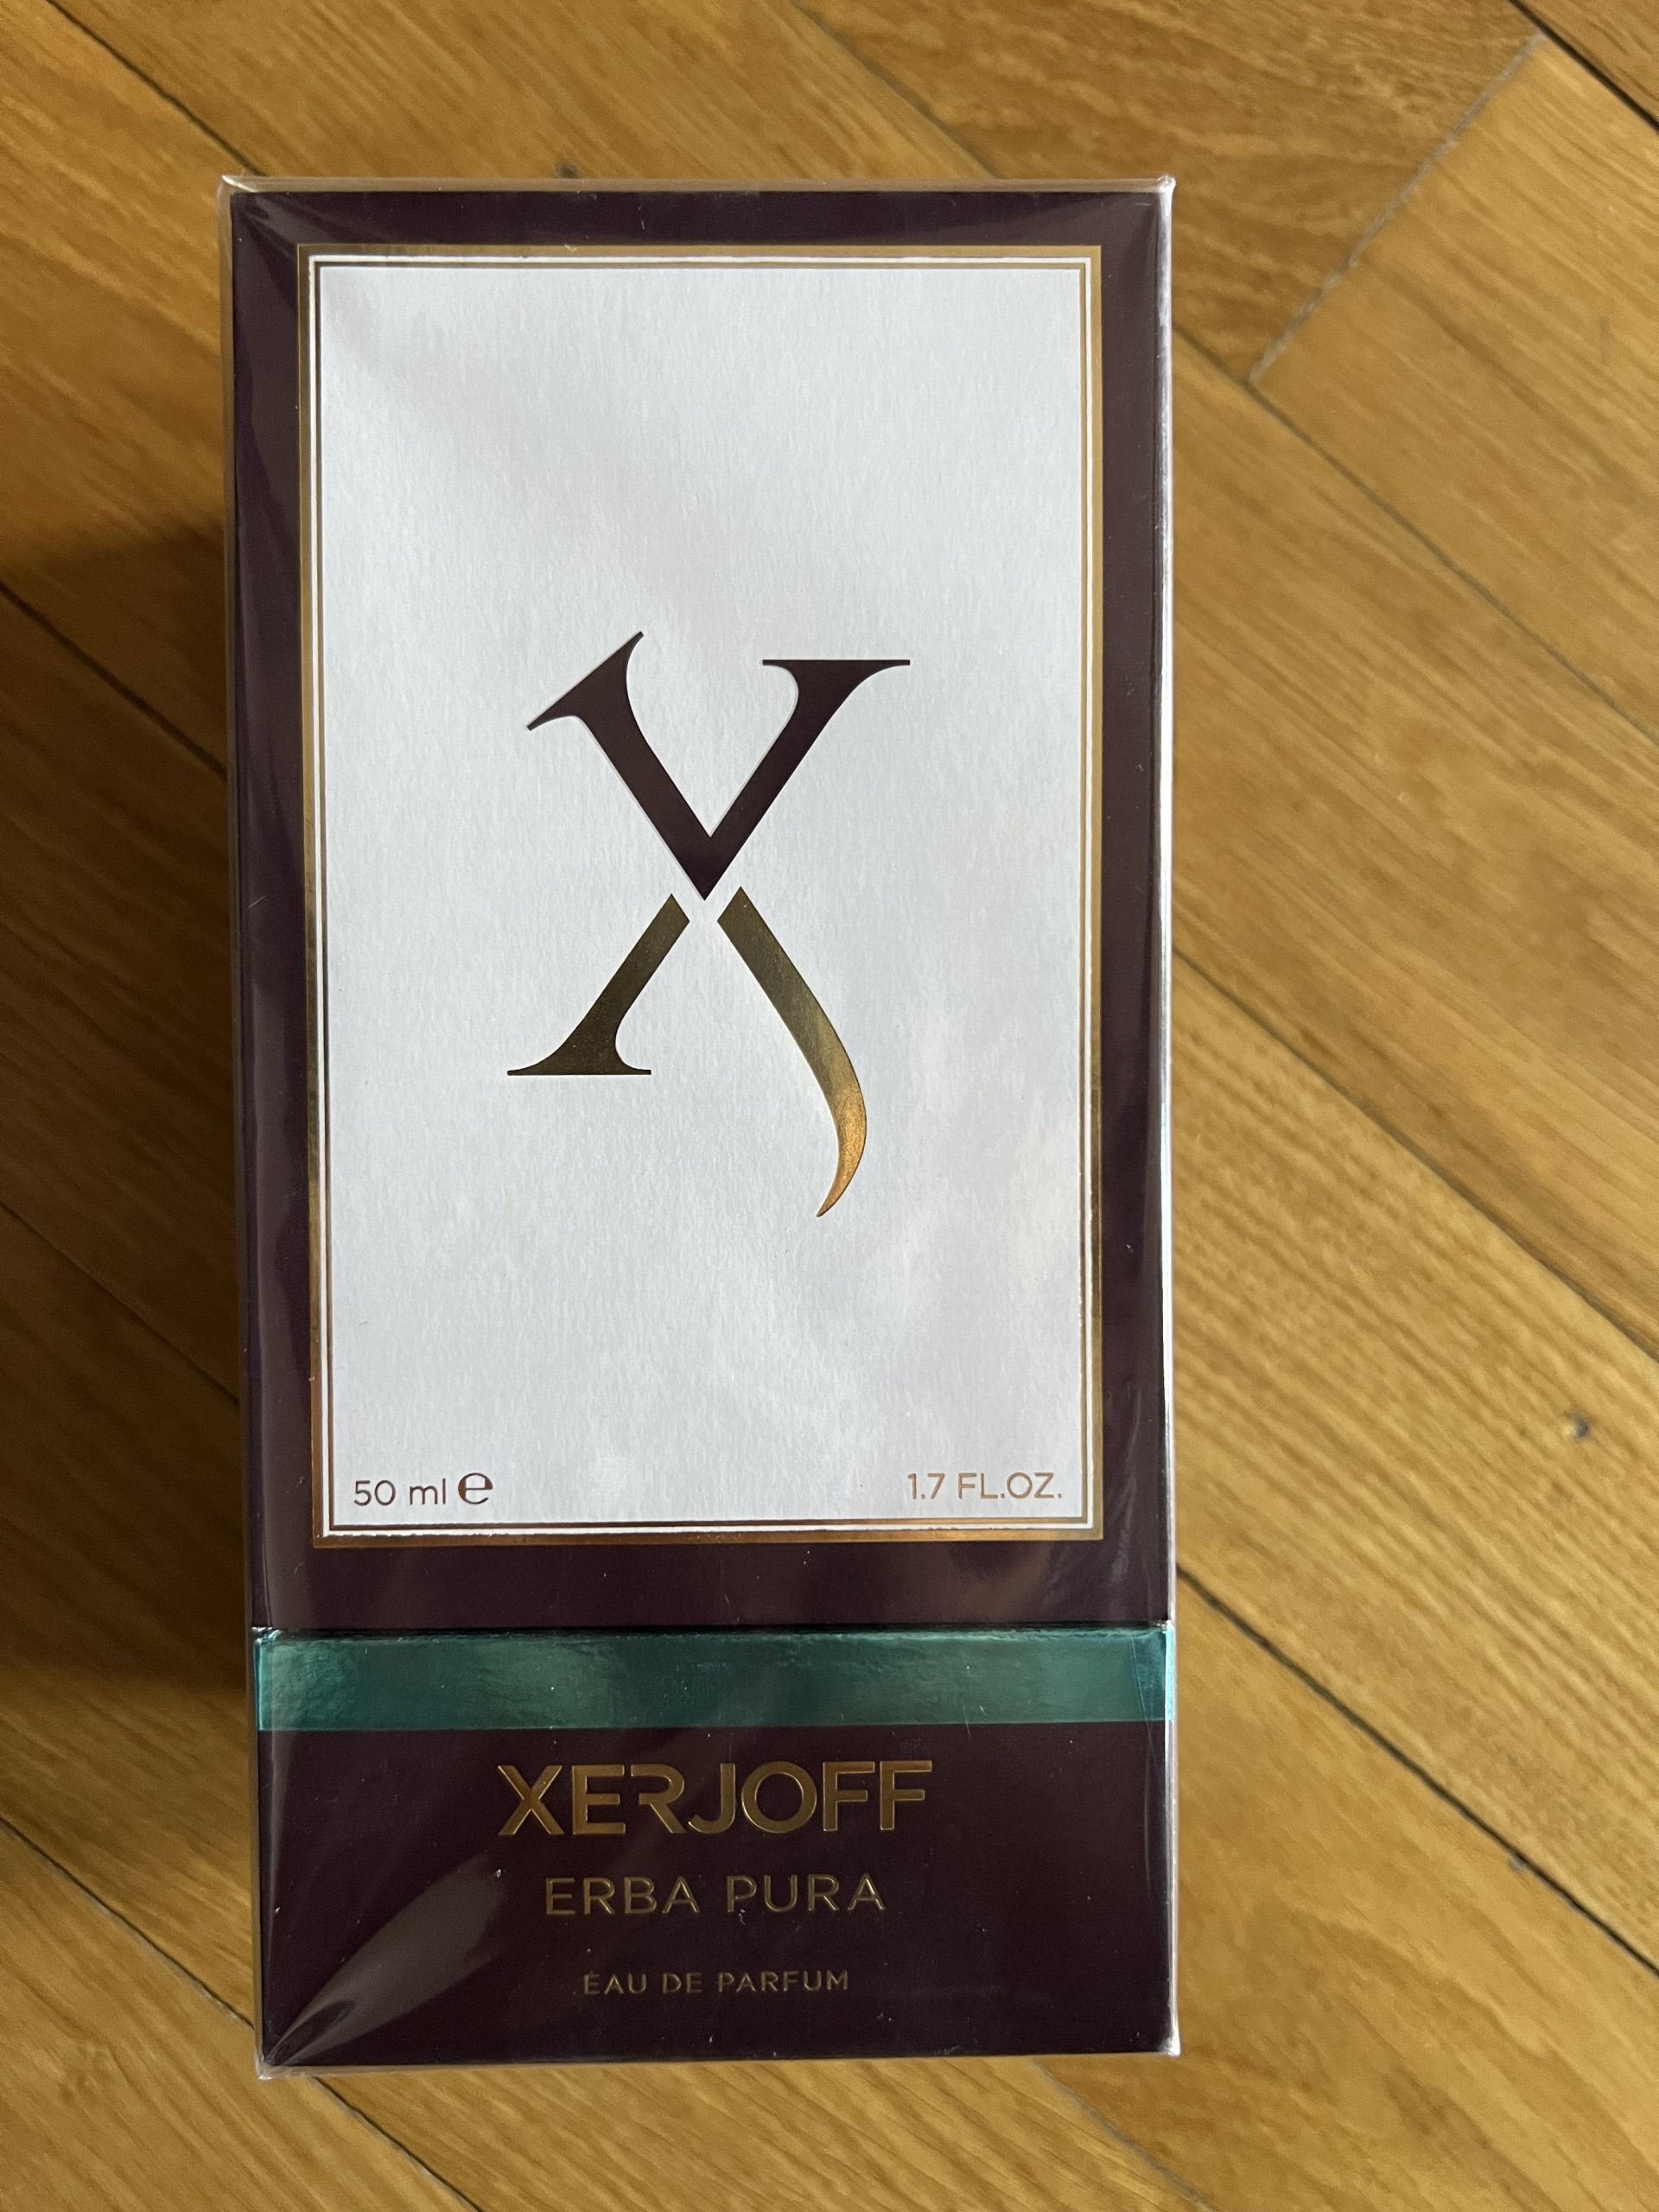 X
50 ml ℮
1.7 FL.OZ.
XERJOFF
ERBA PURA
EAU DE PARFUM